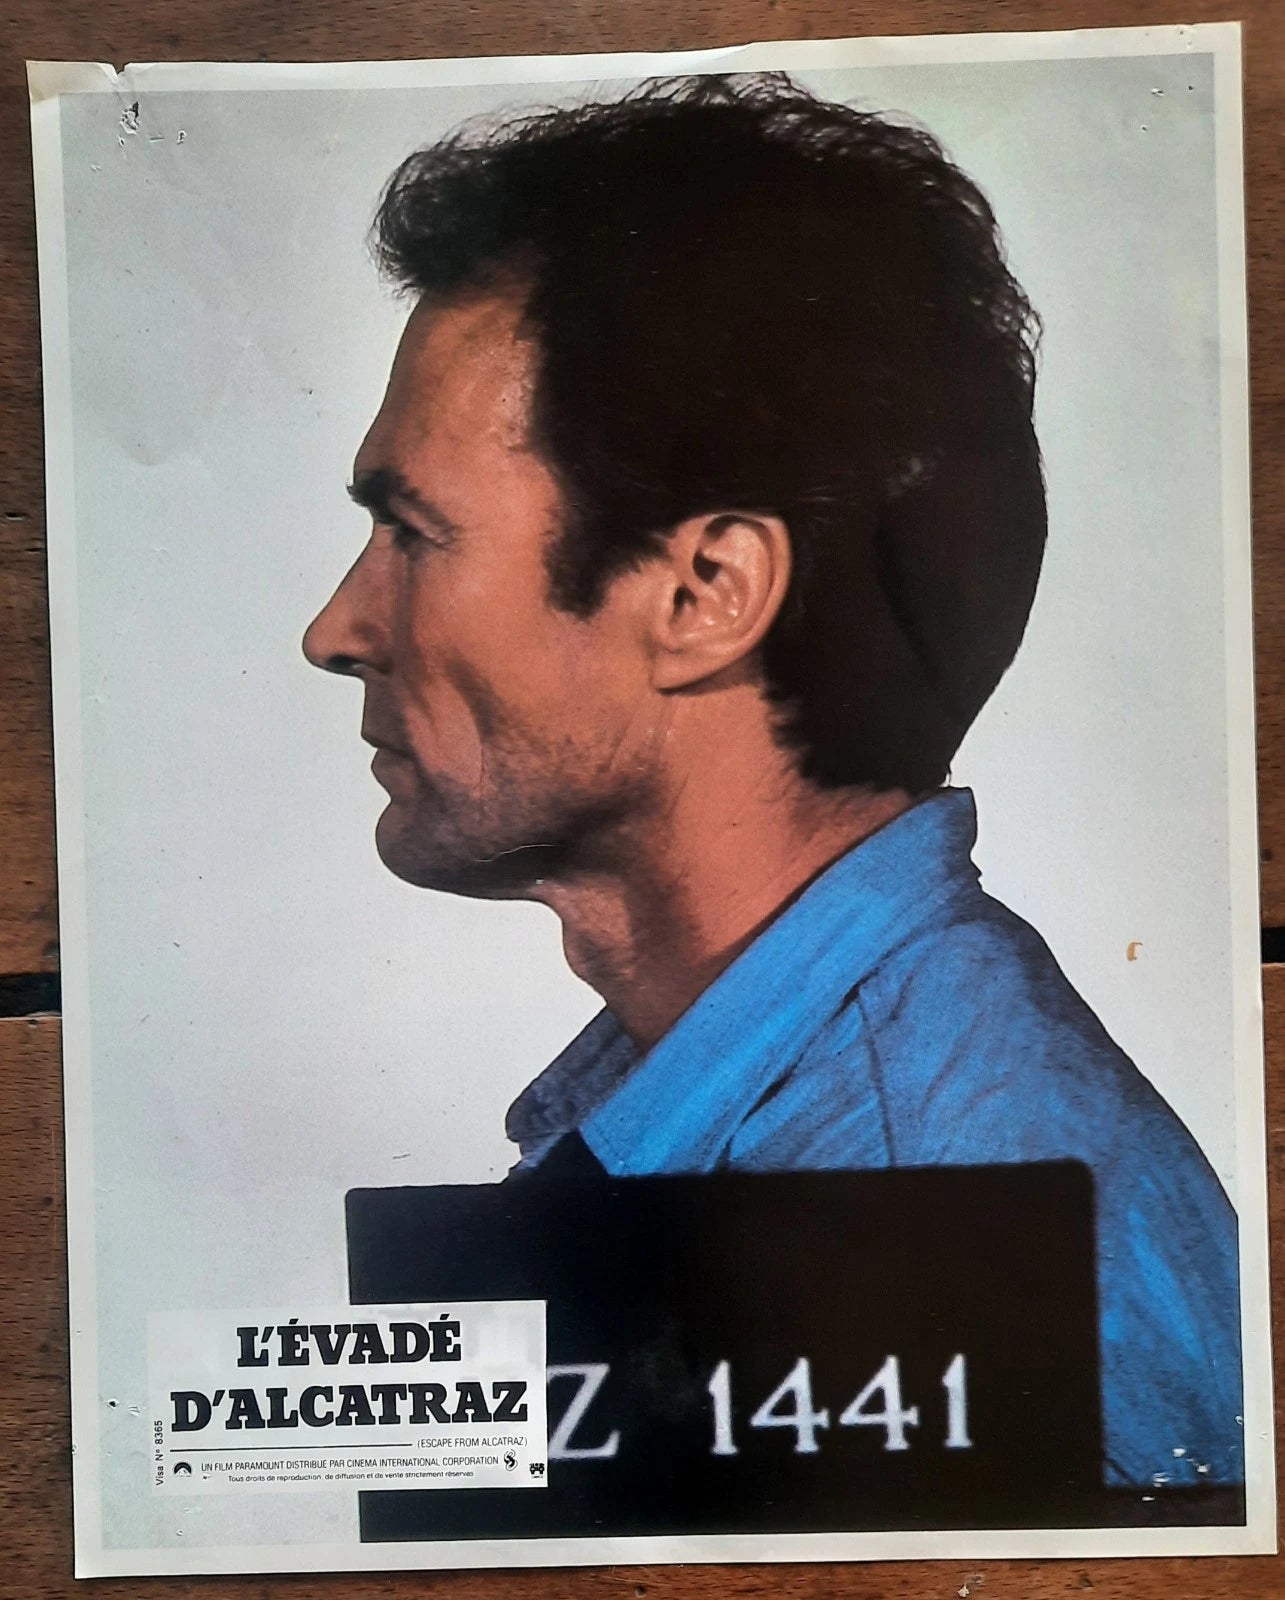 L'ÉVADÉ
D'ALCATRAZ
(ESCAPE FROM ALCATRAZ)
UN FILM PARAMOUNT DISTRIBUÉ PAR CINEMA INTERNATIONAL CORPORATION
Tous droits de reproduction, de diffusion et de vente strictement réservés
Visa N° 8365
Z 1441